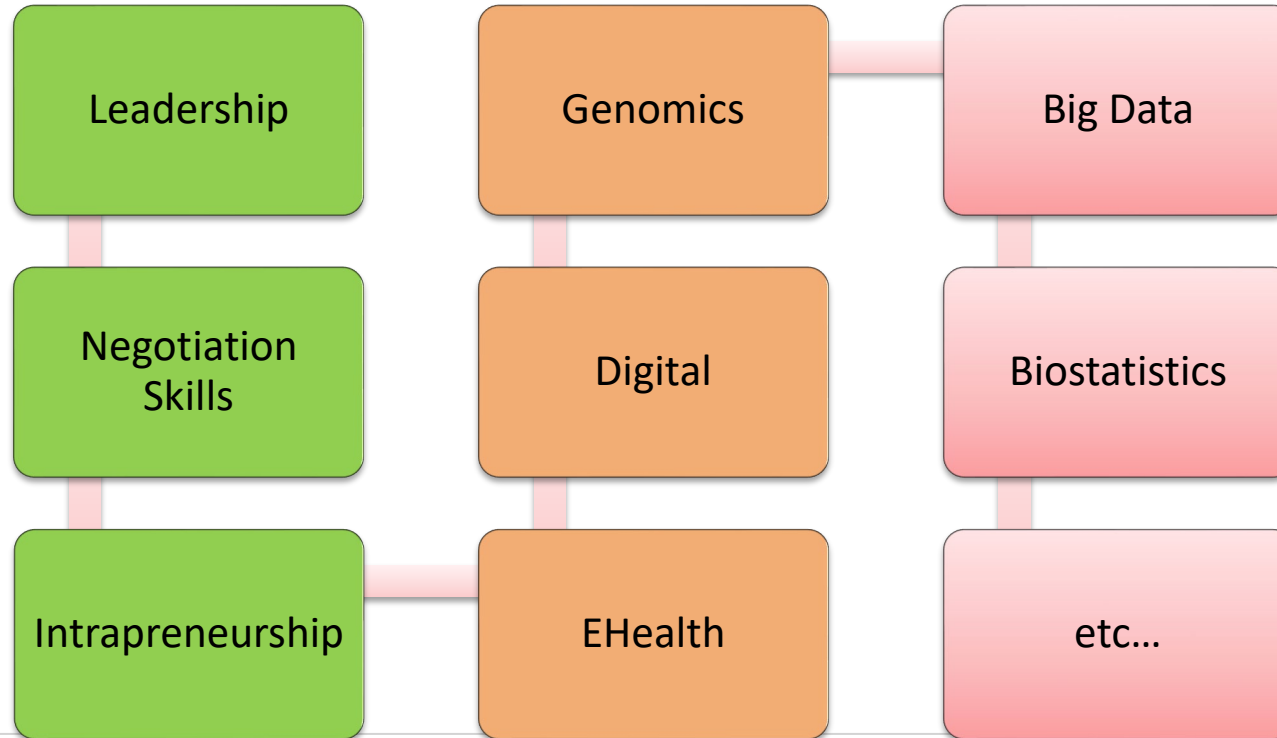 Leadership
Negotiation
Skills
Intrapreneurship
EHealth
Digital
Genomics
Big Data
Biostatistics
etc...